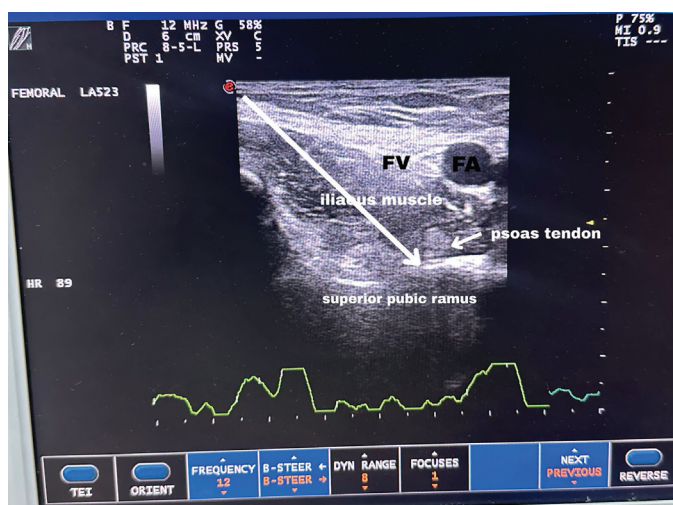 B F 12 MHz G 58%
D 6 cm XV C
PRC 8-5-L PRS 5
PST 1 MV -
P 75%
MI 0.9
TIS ---
FEMORAL LA523
FV
FA
iliacus muscle
psoas tendon
superior pubic ramus
HR 89
TEI
ORIENT
FREQUENCY
12
B-STEER ←
B-STEER →
DYN RANGE
8
FOCUSES
1
NEXT
PREVIOUS
REVERSE